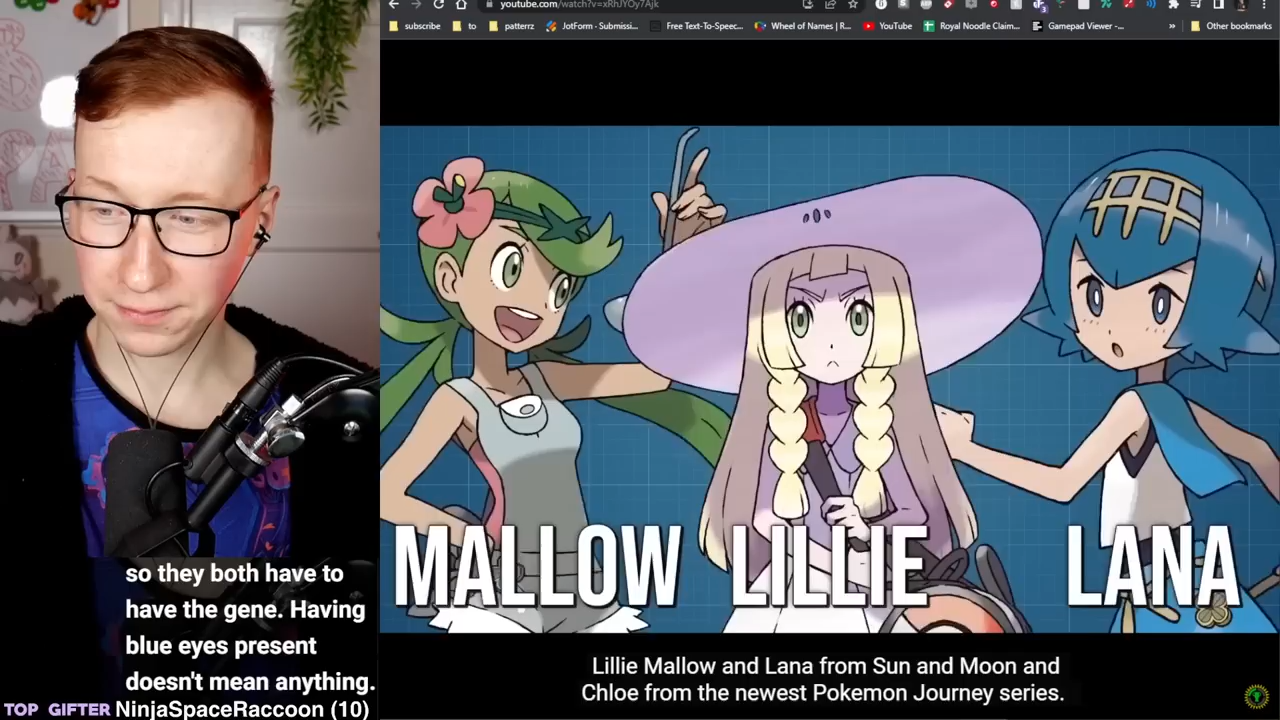 youtube.com/watch?v=xRhJYOy7Ajk
subscribe to patterrz JotForm - Submissi... Free Text-To-Speec... Wheel of Names | R... YouTube Royal Noodle Claim... Gamepad Viewer -... » Other bookmarks
MALLOW LILLIE LANA
so they both have to
have the gene. Having
blue eyes present
doesn't mean anything.
Lillie Mallow and Lana from Sun and Moon and
Chloe from the newest Pokemon Journey series.
TOP GIFTER NinjaSpaceRaccoon (10)